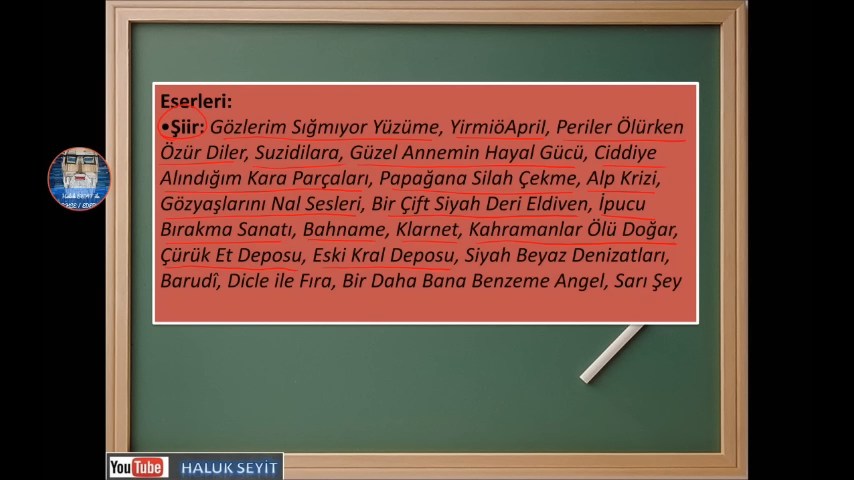 Eserleri:
•Şiir: Gözlerim Sığmıyor Yüzüme, YirmiöApril, Periler Ölürken
Özür Diler, Suzidilara, Güzel Annemin Hayal Gücü, Ciddiye
Alındığım Kara Parçaları, Papağana Silah Çekme, Alp Krizi,
Gözyaşlarını Nal Sesleri, Bir Çift Siyah Deri Eldiven, İpucu
Bırakma Sanatı, Bahname, Klarnet, Kahramanlar Ölü Doğar,
Çürük Et Deposu, Eski Kral Deposu, Siyah Beyaz Denizatları,
Barudî, Dicle ile Fıra, Bir Daha Bana Benzeme Angel, Sarı Şey
YouTube HALUK SEYİT